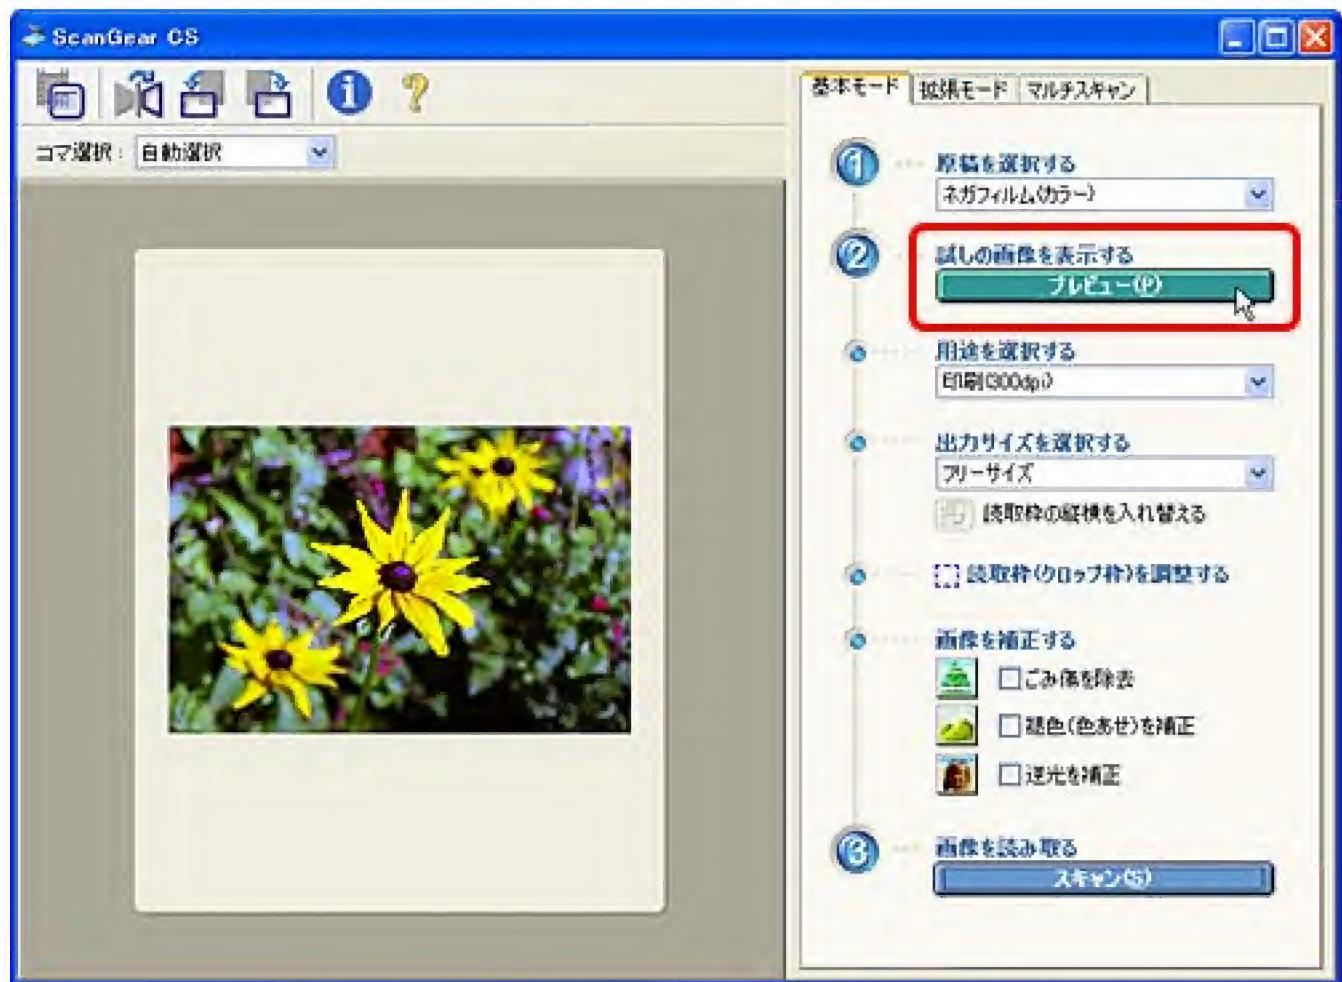 ScanGear CS
コマ選択: 自動選択
基本モード 拡張モード マルチスキャン
1 原稿を選択する
ネガフィルム(カラー)
2 試しの画像を表示する
プレビュー(P)
用途を選択する
印刷(300dpi)
出力サイズを選択する
フリーサイズ
読取枠の縦横を入れ替える
読取枠(クロップ枠)を調整する
画像を補正する
ごみ傷を除去
褪色(色あせ)を補正
逆光を補正
3 画像を読み取る
スキャン(S)